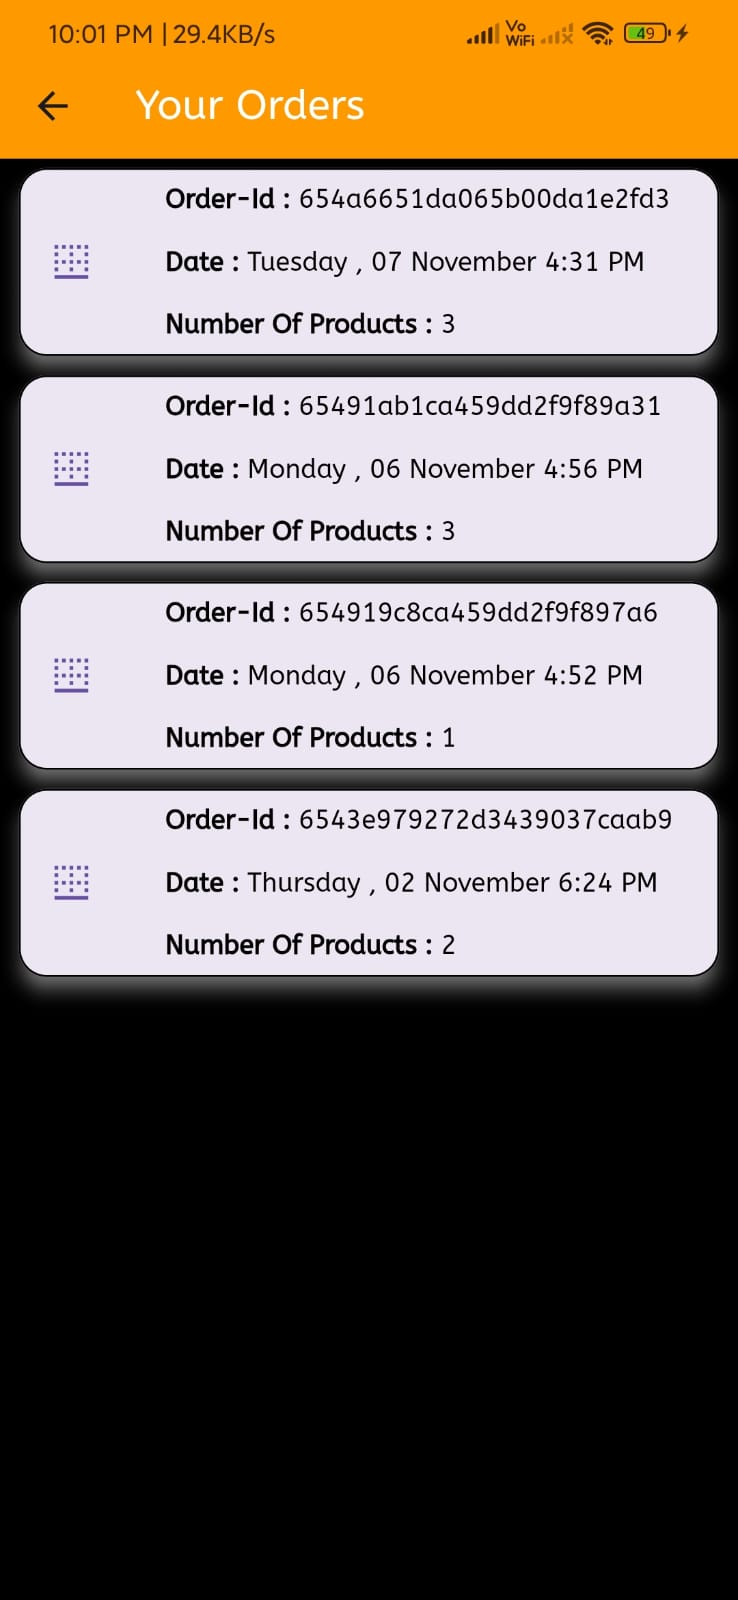 10:01 PM | 29.4KB/s Vo WiFi 49
Your Orders
Order-Id : 654a6651da065b00da1e2fd3
Date : Tuesday , 07 November 4:31 PM
Number Of Products : 3
Order-Id : 65491ab1ca459dd2f9f89a31
Date : Monday , 06 November 4:56 PM
Number Of Products : 3
Order-Id : 654919c8ca459dd2f9f897a6
Date : Monday , 06 November 4:52 PM
Number Of Products : 1
Order-Id : 6543e979272d3439037caab9
Date : Thursday , 02 November 6:24 PM
Number Of Products : 2